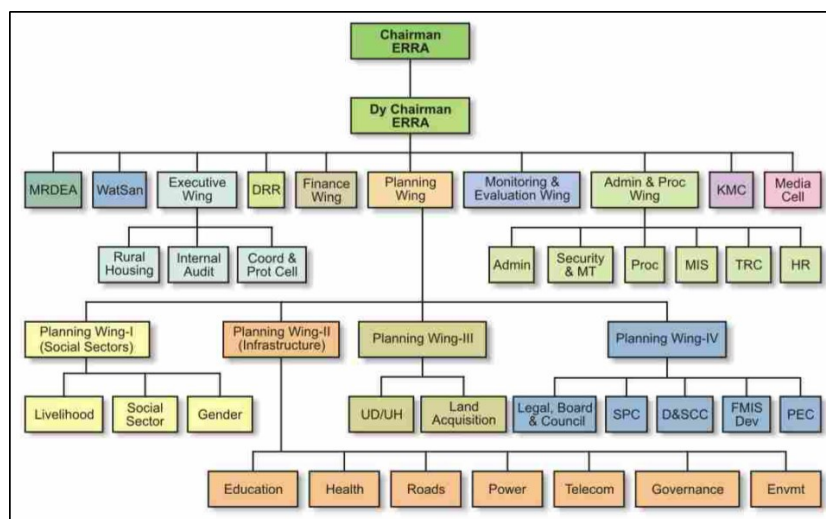 Chairman
ERRA
Dy Chairman
ERRA
MRDEA
WatSan
Executive
Wing
DRR
Finance
Wing
Planning
Wing
Monitoring &
Evaluation Wing
Admin & Proc
Wing
KMC
Media
Cell
Rural
Housing
Internal
Audit
Coord &
Prot Cell
Admin
Security
& MT
Proc
MIS
TRC
HR
Planning Wing-I
(Social Sectors)
Planning Wing-II
(Infrastructure)
Planning Wing-III
Planning Wing-IV
Livelihood
Social
Sector
Gender
UD/UH
Land
Acquisition
Legal, Board
& Council
SPC
D&SCC
FMIS
Dev
PEC
Education
Health
Roads
Power
Telecom
Governance
Envmt